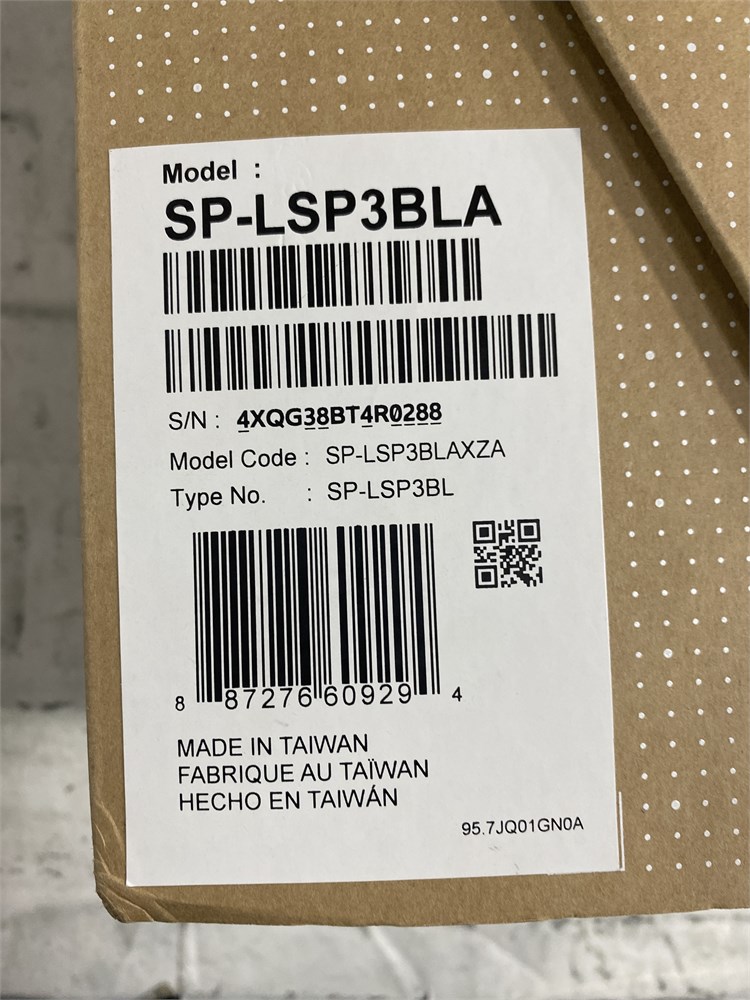 Model :
SP-LSP3BLA
S/N : 4XQG38BT4R0288
Model Code : SP-LSP3BLAXZA
Type No. : SP-LSP3BL
8 87276 60929 4
MADE IN TAIWAN
FABRIQUE AU TAÏWAN
HECHO EN TAIWÁN
95.7JQ01GN0A